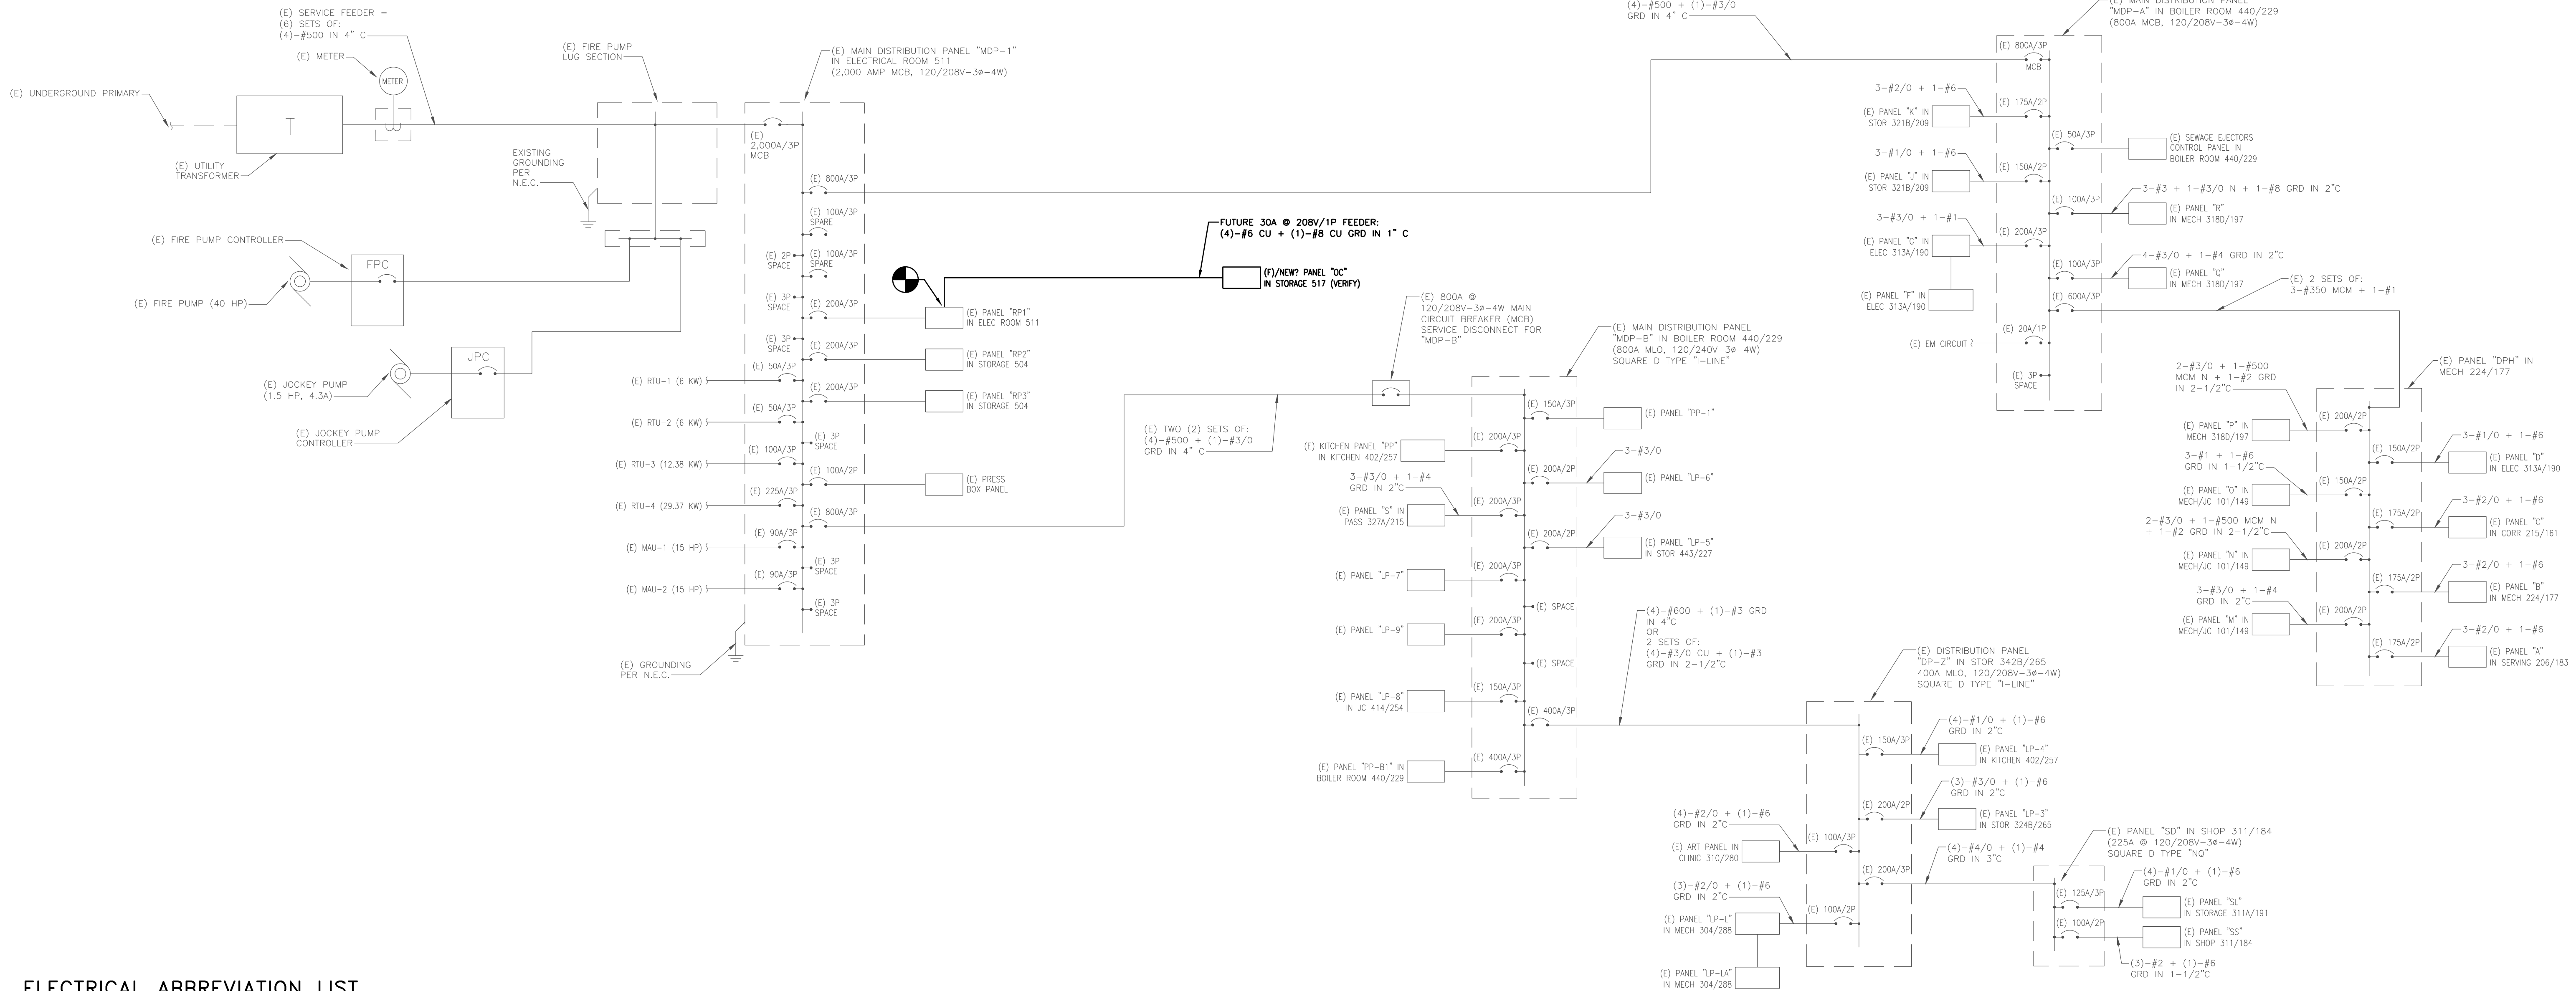 (E) SERVICE FEEDER =
(6) SETS OF:
(4)-#500 IN 4" C
(E) METER
METER
(E) UNDERGROUND PRIMARY
T
(E) UTILITY
TRANSFORMER
(E) FIRE PUMP
LUG SECTION
EXISTING
GROUNDING
PER
N.E.C.
(E) FIRE PUMP CONTROLLER
FPC
(E) FIRE PUMP (40 HP)
JPC
(E) JOCKEY PUMP
(1.5 HP, 4.3A)
(E) JOCKEY PUMP
CONTROLLER
(E) MAIN DISTRIBUTION PANEL "MDP-1"
IN ELECTRICAL ROOM 511
(2,000 AMP MCB, 120/208V-3ø-4W)
(E)
2,000A/3P
MCB
(E) 800A/3P
(E) 100A/3P
SPARE
(E) 2P
SPACE
(E) 100A/3P
SPARE
(E) 3P
SPACE
(E) 200A/3P
(E) PANEL "RP1"
IN ELEC ROOM 511
(E) 3P
SPACE
(E) 200A/3P
(E) PANEL "RP2"
IN STORAGE 504
(E) RTU-1 (6 KW)
(E) 50A/3P
(E) 200A/3P
(E) PANEL "RP3"
IN STORAGE 504
(E) RTU-2 (6 KW)
(E) 50A/3P
(E) 3P
SPACE
(E) RTU-3 (12.38 KW)
(E) 100A/3P
(E) 100A/2P
(E) PRESS
BOX PANEL
(E) RTU-4 (29.37 KW)
(E) 225A/3P
(E) 800A/3P
(E) MAU-1 (15 HP)
(E) 90A/3P
(E) 3P
SPACE
(E) MAU-2 (15 HP)
(E) 90A/3P
(E) 3P
SPACE
(E) GROUNDING
PER N.E.C.
FUTURE 30A @ 208V/1P FEEDER:
(4)-#6 CU + (1)-#8 CU GRD IN 1" C
(F)/NEW? PANEL "OC"
IN STORAGE 517 (VERIFY)
(E) TWO (2) SETS OF:
(4)-#500 + (1)-#3/0
GRD IN 4" C
(E) 800A @
120/208V-3ø-4W MAIN
CIRCUIT BREAKER (MCB)
SERVICE DISCONNECT FOR
"MDP-B"
(E) MAIN DISTRIBUTION PANEL
"MDP-B" IN BOILER ROOM 440/229
(800A MLO, 120/240V-3ø-4W)
SQUARE D TYPE "I-LINE"
(E) 150A/3P
(E) PANEL "PP-1"
(E) KITCHEN PANEL "PP"
IN KITCHEN 402/257
(E) 200A/3P
3-#3/0
(E) 200A/2P
(E) PANEL "LP-6"
3-#3/0 + 1-#4
GRD IN 2"C
(E) PANEL "S" IN
PASS 327A/215
(E) 200A/3P
3-#3/0
(E) 200A/2P
(E) PANEL "LP-5"
IN STOR 443/227
(E) PANEL "LP-7"
(E) 200A/3P
(E) SPACE
(E) PANEL "LP-9"
(E) 200A/3P
(E) SPACE
(E) PANEL "LP-8"
IN JC 414/254
(E) 150A/3P
(E) 400A/3P
(E) PANEL "PP-B1" IN
BOILER ROOM 440/229
(E) 400A/3P
(4)-#600 + (1)-#3 GRD
IN 4"C
OR
2 SETS OF:
(4)-#3/0 CU + (1)-#3
GRD IN 2-1/2"C
(E) DISTRIBUTION PANEL
"DP-Z" IN STOR 342B/265
400A MLO, 120/208V-3ø-4W)
SQUARE D TYPE "I-LINE"
(E) 150A/3P
(4)-#1/0 + (1)-#6
GRD IN 2"C
(E) PANEL "LP-4"
IN KITCHEN 402/257
(E) 200A/2P
(3)-#3/0 + (1)-#6
GRD IN 2"C
(E) PANEL "LP-3"
IN STOR 324B/265
(4)-#2/0 + (1)-#6
GRD IN 2"C
(E) ART PANEL IN
CLINIC 310/280
(E) 100A/3P
(E) 200A/3P
(4)-#4/0 + (1)-#4
GRD IN 3"C
(3)-#2/0 + (1)-#6
GRD IN 2"C
(E) PANEL "LP-L"
IN MECH 304/288
(E) 100A/2P
(E) PANEL "LP-LA"
IN MECH 304/288
(E) PANEL "SD" IN SHOP 311/184
(225A @ 120/208V-3ø-4W)
SQUARE D TYPE "NQ"
(4)-#1/0 + (1)-#6
GRD IN 2"C
(E) 125A/3P
(E) PANEL "SL"
IN STORAGE 311A/191
(E) 100A/2P
(E) PANEL "SS"
IN SHOP 311/184
(3)-#2 + (1)-#6
GRD IN 1-1/2"C
(4)-#500 + (1)-#3/0
GRD IN 4" C
(E) MAIN DISTRIBUTION PANEL
"MDP-A" IN BOILER ROOM 440/229
(800A MCB, 120/208V-3ø-4W)
(E) 800A/3P
MCB
3-#2/0 + 1-#6
(E) PANEL "K" IN
STOR 321B/209
(E) 175A/2P
(E) 50A/3P
(E) SEWAGE EJECTORS
CONTROL PANEL IN
BOILER ROOM 440/229
3-#1/0 + 1-#6
(E) PANEL "J" IN
STOR 321B/209
(E) 150A/2P
(E) 100A/3P
3-#3 + 1-#3/0 N + 1-#8 GRD IN 2"C
(E) PANEL "R"
IN MECH 318D/197
3-#3/0 + 1-#1
(E) PANEL "G" IN
ELEC 313A/190
(E) 200A/3P
(E) 100A/3P
4-#3/0 + 1-#4 GRD IN 2"C
(E) PANEL "Q"
IN MECH 318D/197
(E) PANEL "F" IN
ELEC 313A/190
(E) 600A/3P
(E) 2 SETS OF:
3-#350 MCM + 1-#1
(E) EM CIRCUIT
(E) 20A/1P
(E) 3P
SPACE
(E) PANEL "DPH" IN
MECH 224/177
2-#3/0 + 1-#500
MCM N + 1-#2 GRD
IN 2-1/2"C
(E) PANEL "P" IN
MECH 318D/197
(E) 200A/2P
(E) 150A/2P
3-#1/0 + 1-#6
(E) PANEL "D"
IN ELEC 313A/190
3-#1 + 1-#6
GRD IN 1-1/2"C
(E) PANEL "O" IN
MECH/JC 101/149
(E) 150A/2P
(E) 175A/2P
3-#2/0 + 1-#6
(E) PANEL "C"
IN CORR 215/161
2-#3/0 + 1-#500 MCM N
+ 1-#2 GRD IN 2-1/2"C
(E) PANEL "N" IN
MECH/JC 101/149
(E) 200A/2P
(E) 175A/2P
3-#2/0 + 1-#6
(E) PANEL "B"
IN MECH 224/177
3-#3/0 + 1-#4
GRD IN 2"C
(E) PANEL "M" IN
MECH/JC 101/149
(E) 200A/2P
(E) 175A/2P
3-#2/0 + 1-#6
(E) PANEL "A"
IN SERVING 206/183
ELECTRICAL ABBREVIATION LIST